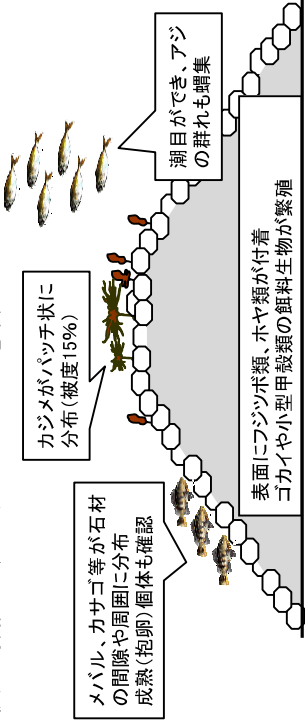 メバル、カサゴ等が石材
の間隙や周囲に分布
成熟(抱卵)個体も確認
カジメがパッチ状に
分布(被度15%)
潮目ができ、アジ
の群れも蝟集
表面にフジツボ類、ホヤ類が付着
ゴカイや小型甲殻類の餌料生物が繁殖